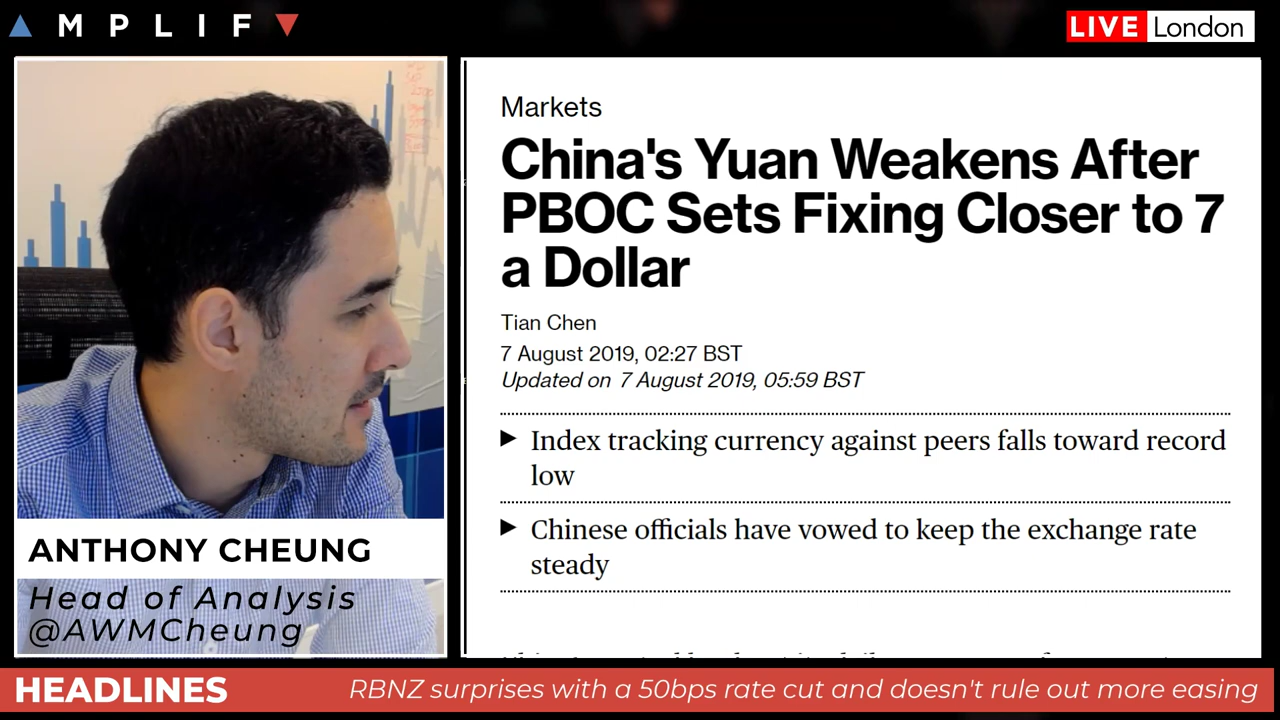 MPLIF
LIVE London
Markets
China's Yuan Weakens After
PBOC Sets Fixing Closer to 7
a Dollar
Tian Chen
7 August 2019, 02:27 BST
Updated on 7 August 2019, 05:59 BST
Index tracking currency against peers falls toward record
low
Chinese officials have vowed to keep the exchange rate
steady
ANTHONY CHEUNG
Head of Analysis
@AWMCheung
HEADLINES RBNZ surprises with a 50bps rate cut and doesn't rule out more easing